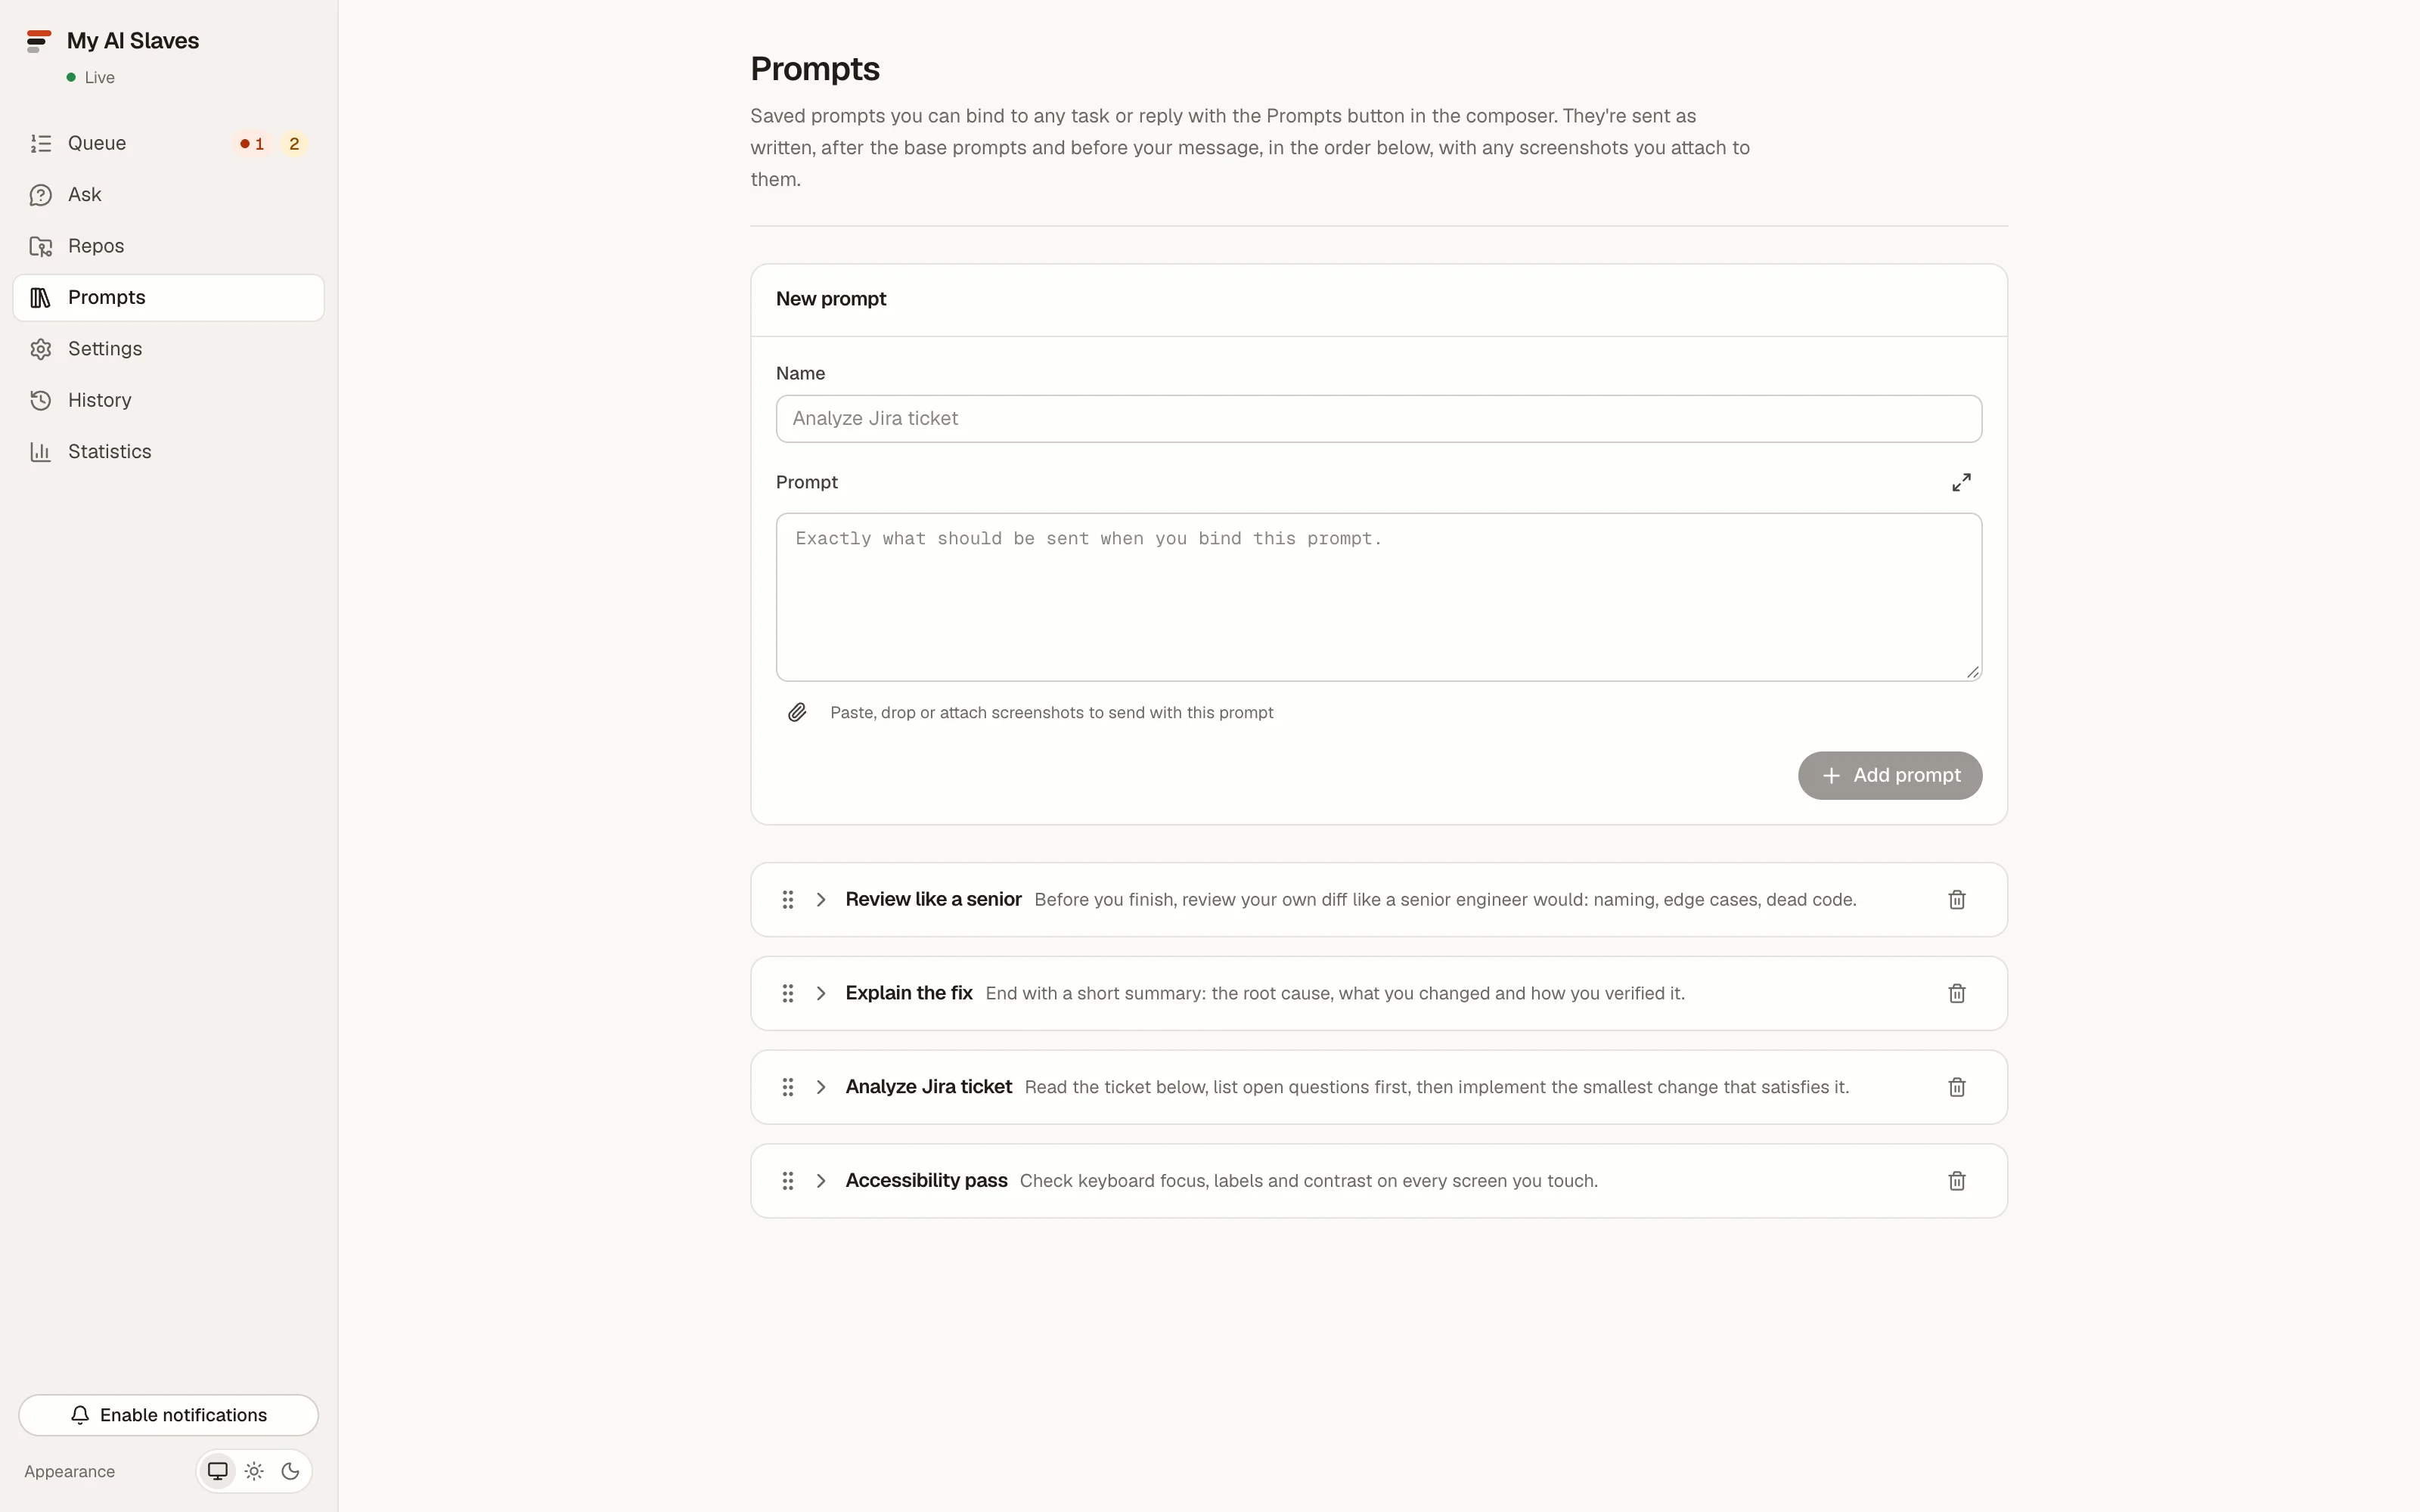 My AI Slaves
Live
Queue
1
2
Ask
Repos
Prompts
Settings
History
Statistics
Enable notifications
Appearance
Prompts
Saved prompts you can bind to any task or reply with the Prompts button in the composer. They're sent as
written, after the base prompts and before your message, in the order below, with any screenshots you attach to
them.
New prompt
Name
Analyze Jira ticket
Prompt
Exactly what should be sent when you bind this prompt.
Paste, drop or attach screenshots to send with this prompt
Add prompt
Review like a senior Before you finish, review your own diff like a senior engineer would: naming, edge cases, dead code.
Explain the fix End with a short summary: the root cause, what you changed and how you verified it.
Analyze Jira ticket Read the ticket below, list open questions first, then implement the smallest change that satisfies it.
Accessibility pass Check keyboard focus, labels and contrast on every screen you touch.